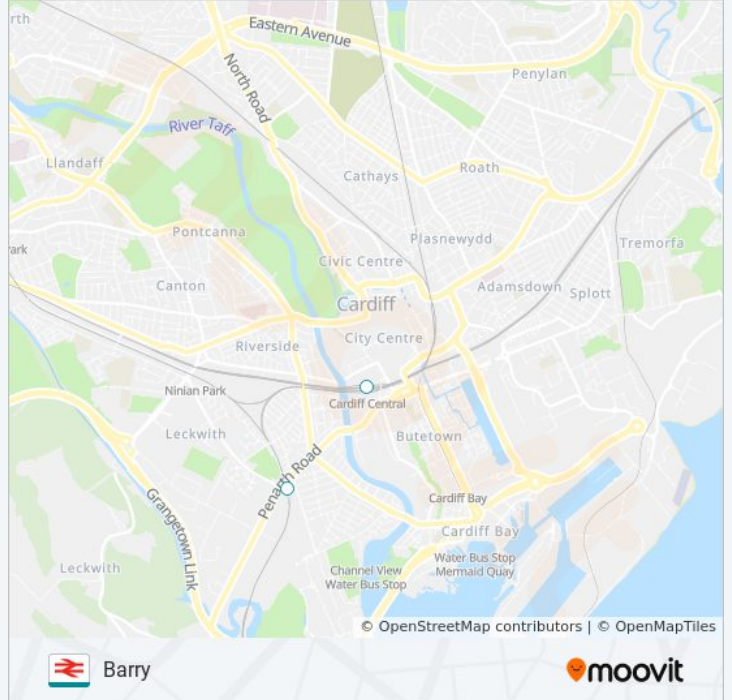 rth
Eastern Avenue
North Road
Penylan
River Taff
Llandaff
Roath
Cathays
Pontcanna
Plasnewydd
Tremorfa
ark
Civic Centre
Canton
Adamsdown
Splott
Cardiff
City Centre
Riverside
Ninian Park
Cardiff Central
Leckwith
Butetown
Penarth Road
Grangetown Link
Cardiff Bay
Cardiff Bay
Water Bus Stop
Mermaid Quay
Leckwith
Channel View
Water Bus Stop
© OpenStreetMap contributors | © OpenMapTiles
Barry
moovit